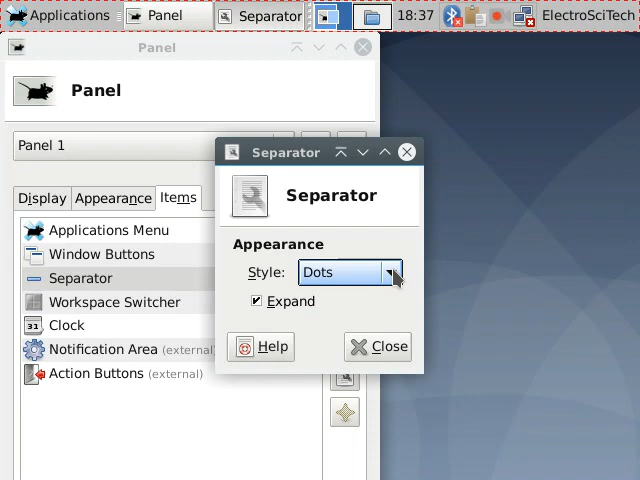 Applications Panel Separator 18:37 ElectroSciTech
Panel
Panel
Panel 1
Separator
Separator
Display Appearance Items
Applications Menu
Window Buttons
Separator
Workspace Switcher
31 Clock
Notification Area (external)
Action Buttons (external)
Appearance
Style: Dots
Expand
Help Close